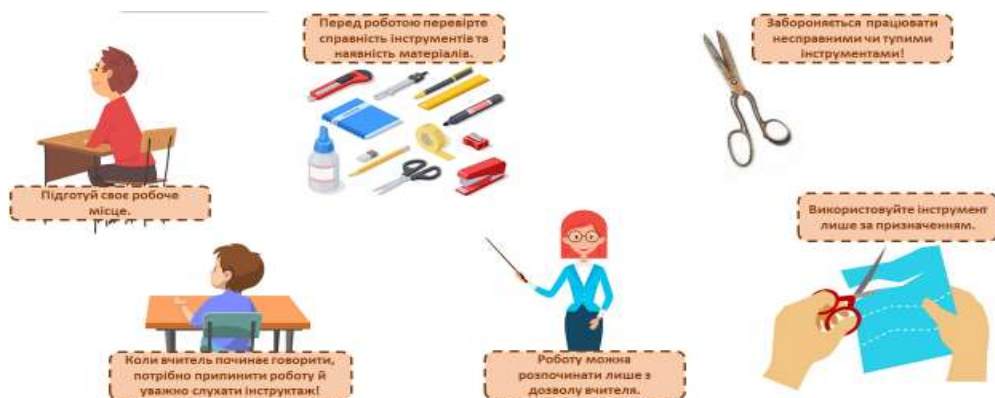 Перед роботою перевірте
справність інструментів та
наявність матеріалів.
Забороняється працювати
несправними чи тупими
інструментами!
Підготуй своє робоче
місце.
Використовуйте інструмент
лише за призначенням.
Коли вчитель починає говорити,
потрібно припинити роботу й
уважно слухати інструктаж!
Роботу можна
розпочинати лише з
дозволу вчителя.